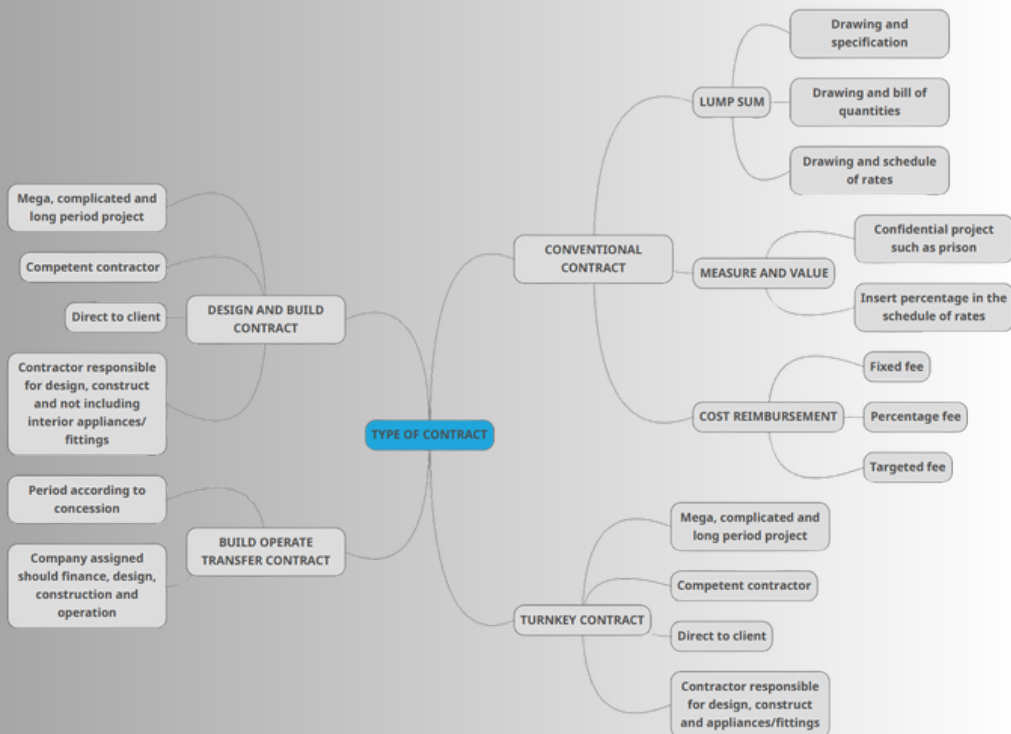 TYPE OF CONTRACT
CONVENTIONAL
CONTRACT
LUMP SUM
Drawing and
specification
Drawing and bill of
quantities
Drawing and schedule
of rates
MEASURE AND VALUE
Confidential project
such as prison
Insert percentage in the
schedule of rates
COST REIMBURSEMENT
Fixed fee
Percentage fee
Targeted fee
TURNKEY CONTRACT
Mega, complicated and
long period project
Competent contractor
Direct to client
Contractor responsible
for design, construct
and appliances/fittings
DESIGN AND BUILD
CONTRACT
Mega, complicated and
long period project
Competent contractor
Direct to client
Contractor responsible
for design, construct
and not including
interior appliances/
fittings
BUILD OPERATE
TRANSFER CONTRACT
Period according to
concession
Company assigned
should finance, design,
construction and
operation